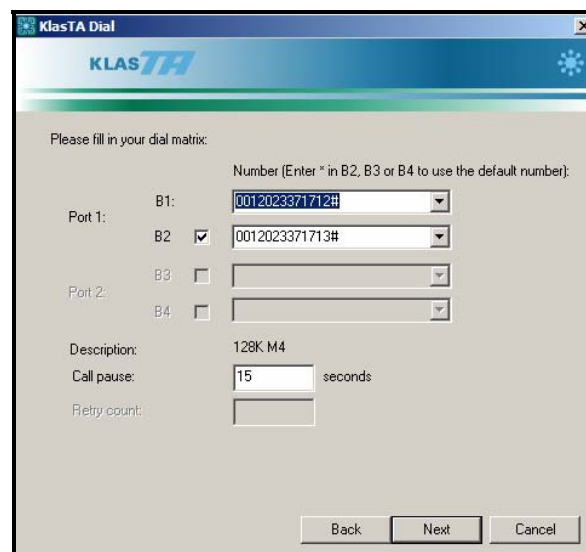 KlasTA Dial
KLAS TA
Please fill in your dial matrix:
Number (Enter * in B2, B3 or B4 to use the default number):
Port 1:
B1:
0012023371712#
B2
0012023371713#
Port 2:
B3
B4
Description:
128K M4
Call pause:
15
seconds
Retry count:
Back
Next
Cancel